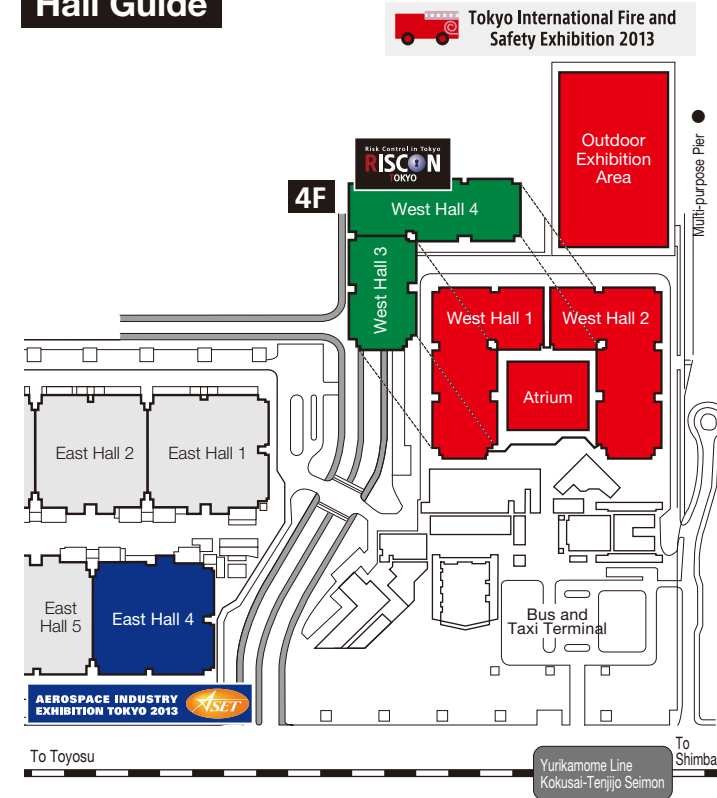 Hall Guide
Tokyo International Fire and
Safety Exhibition 2013
Outdoor
Exhibition
Area
Multi-purpose Pier
Risk Control in Tokyo
RISCON
TOKYO
4F
West Hall 4
West Hall 3
West Hall 1
West Hall 2
Atrium
East Hall 2
East Hall 1
East
Hall 5
East Hall 4
Bus and
Taxi Terminal
AEROSPACE INDUSTRY
EXHIBITION TOKYO 2013
ASET
To Toyosu
To
Shimba
Yurikamome Line
Kokusai-Tenjijo Seimon